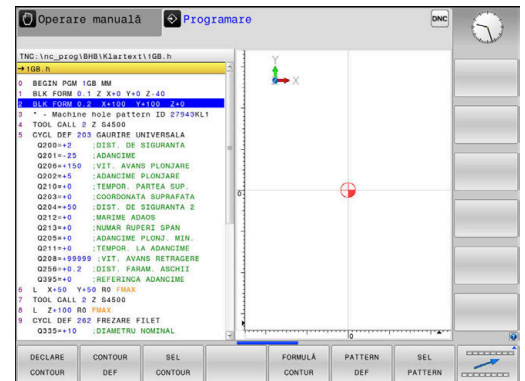 Operare manuală
Programare
DNC
TNC:\nc_prog\BHB\Klartext\1GB.h
→1GB.h
0 BEGIN PGM 1GB MM
1 BLK FORM 0.1 Z X+0 Y+0 Z-40
2 BLK FORM 0.2 X+100 Y+100 Z+0
3 * - Machine hole pattern ID 27943KL1
4 TOOL CALL 2 Z S4500
5 CYCL DEF 203 GAURIRE UNIVERSALA
Q200=+2 ;DIST. DE SIGURANTA
Q201=-25 ;ADANCIME
Q206=+150 ;VIT. AVANS PLONJARE
Q202=+5 ;ADANCIME PLONJARE
Q210=+0 ;TEMPOR. PARTEA SUP.
Q203=+0 ;COORDONATA SUPRAFATA
Q204=+50 ;DIST. DE SIGURANTA 2
Q212=+0 ;MARIME ADAOS
Q213=+0 ;NUMAR RUPERI SPAN
Q205=+0 ;ADANCIME PLONJ. MIN.
Q211=+0 ;TEMPOR. LA ADANCIME
Q208=+99999 ;VIT. AVANS RETRAGERE
Q256=+0.2 ;DIST. FARAM. ASCHII
Q395=+0 ;REFERINCA ADANCIME
6 L X+50 Y+50 R0 FMAX
7 TOOL CALL 2 Z S4500
8 L Z+100 R0 FMAX
9 CYCL DEF 262 FREZARE FILET
Q335=+10 ;DIAMETRU NOMINAL
Y
X
0
0
DECLARE CONTOUR
CONTOUR DEF
SEL CONTOUR
FORMULĂ CONTUR
PATTERN DEF
SEL PATTERN